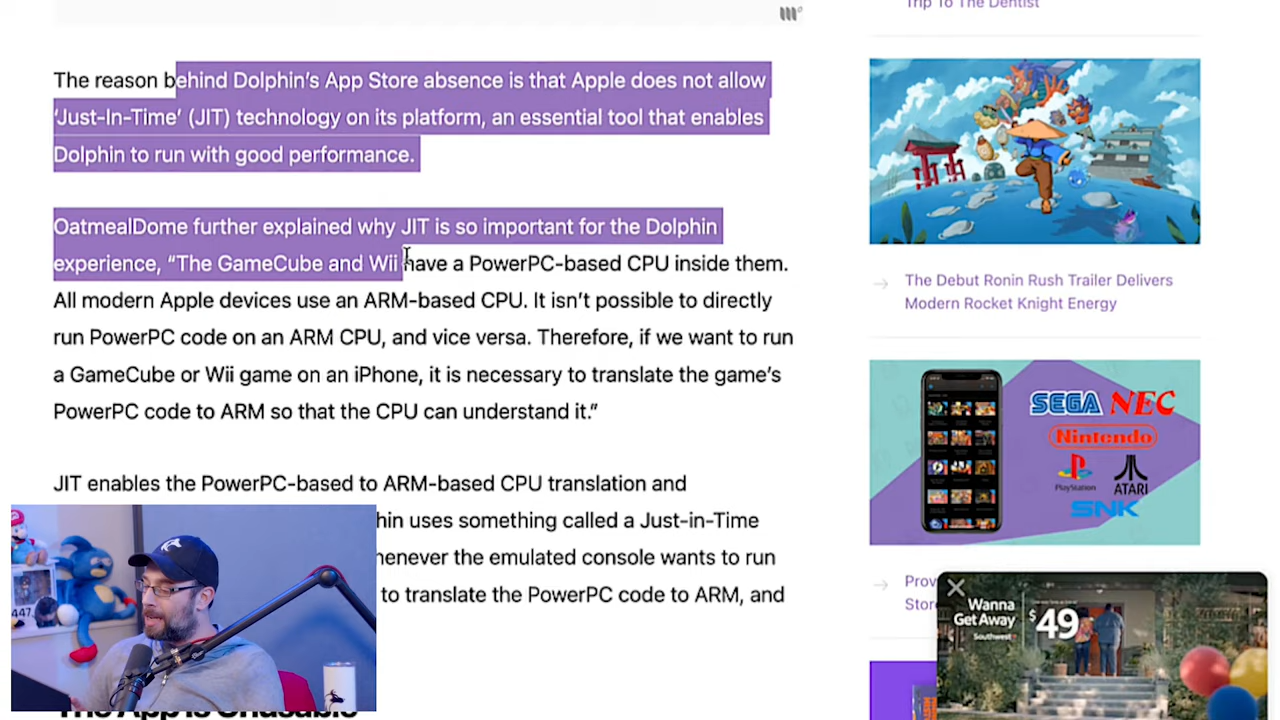 Trip To The Dentist
The reason behind Dolphin's App Store absence is that Apple does not allow
‘Just-In-Time’ (JIT) technology on its platform, an essential tool that enables
Dolphin to run with good performance.
OatmealDome further explained why JIT is so important for the Dolphin
experience, “The GameCube and Wii have a PowerPC-based CPU inside them.
All modern Apple devices use an ARM-based CPU. It isn’t possible to directly
run PowerPC code on an ARM CPU, and vice versa. Therefore, if we want to run
a GameCube or Wii game on an iPhone, it is necessary to translate the game’s
PowerPC code to ARM so that the CPU can understand it.”
JIT enables the PowerPC-based to ARM-based CPU translation and
hin uses something called a Just-in-Time
henever the emulated console wants to run
to translate the PowerPC code to ARM, and
The App is Unusable
The Debut Ronin Rush Trailer Delivers
Modern Rocket Knight Energy
SEGA NEC
Nintendo
PlayStation
ATARI
SNK
Prov
Stor
Wanna
Get Away
Southwest
$49
447